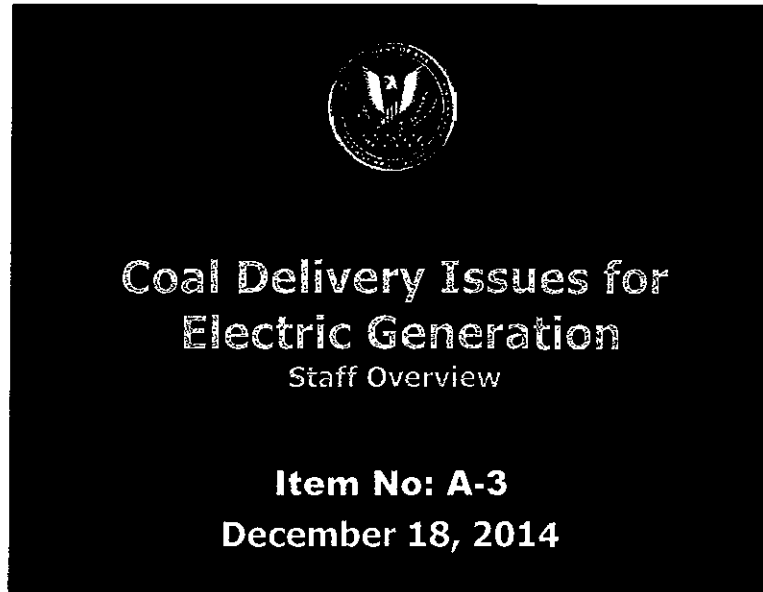 Coal Delivery Issues for
Electric Generation
Staff Overview
Item No: A-3
December 18, 2014